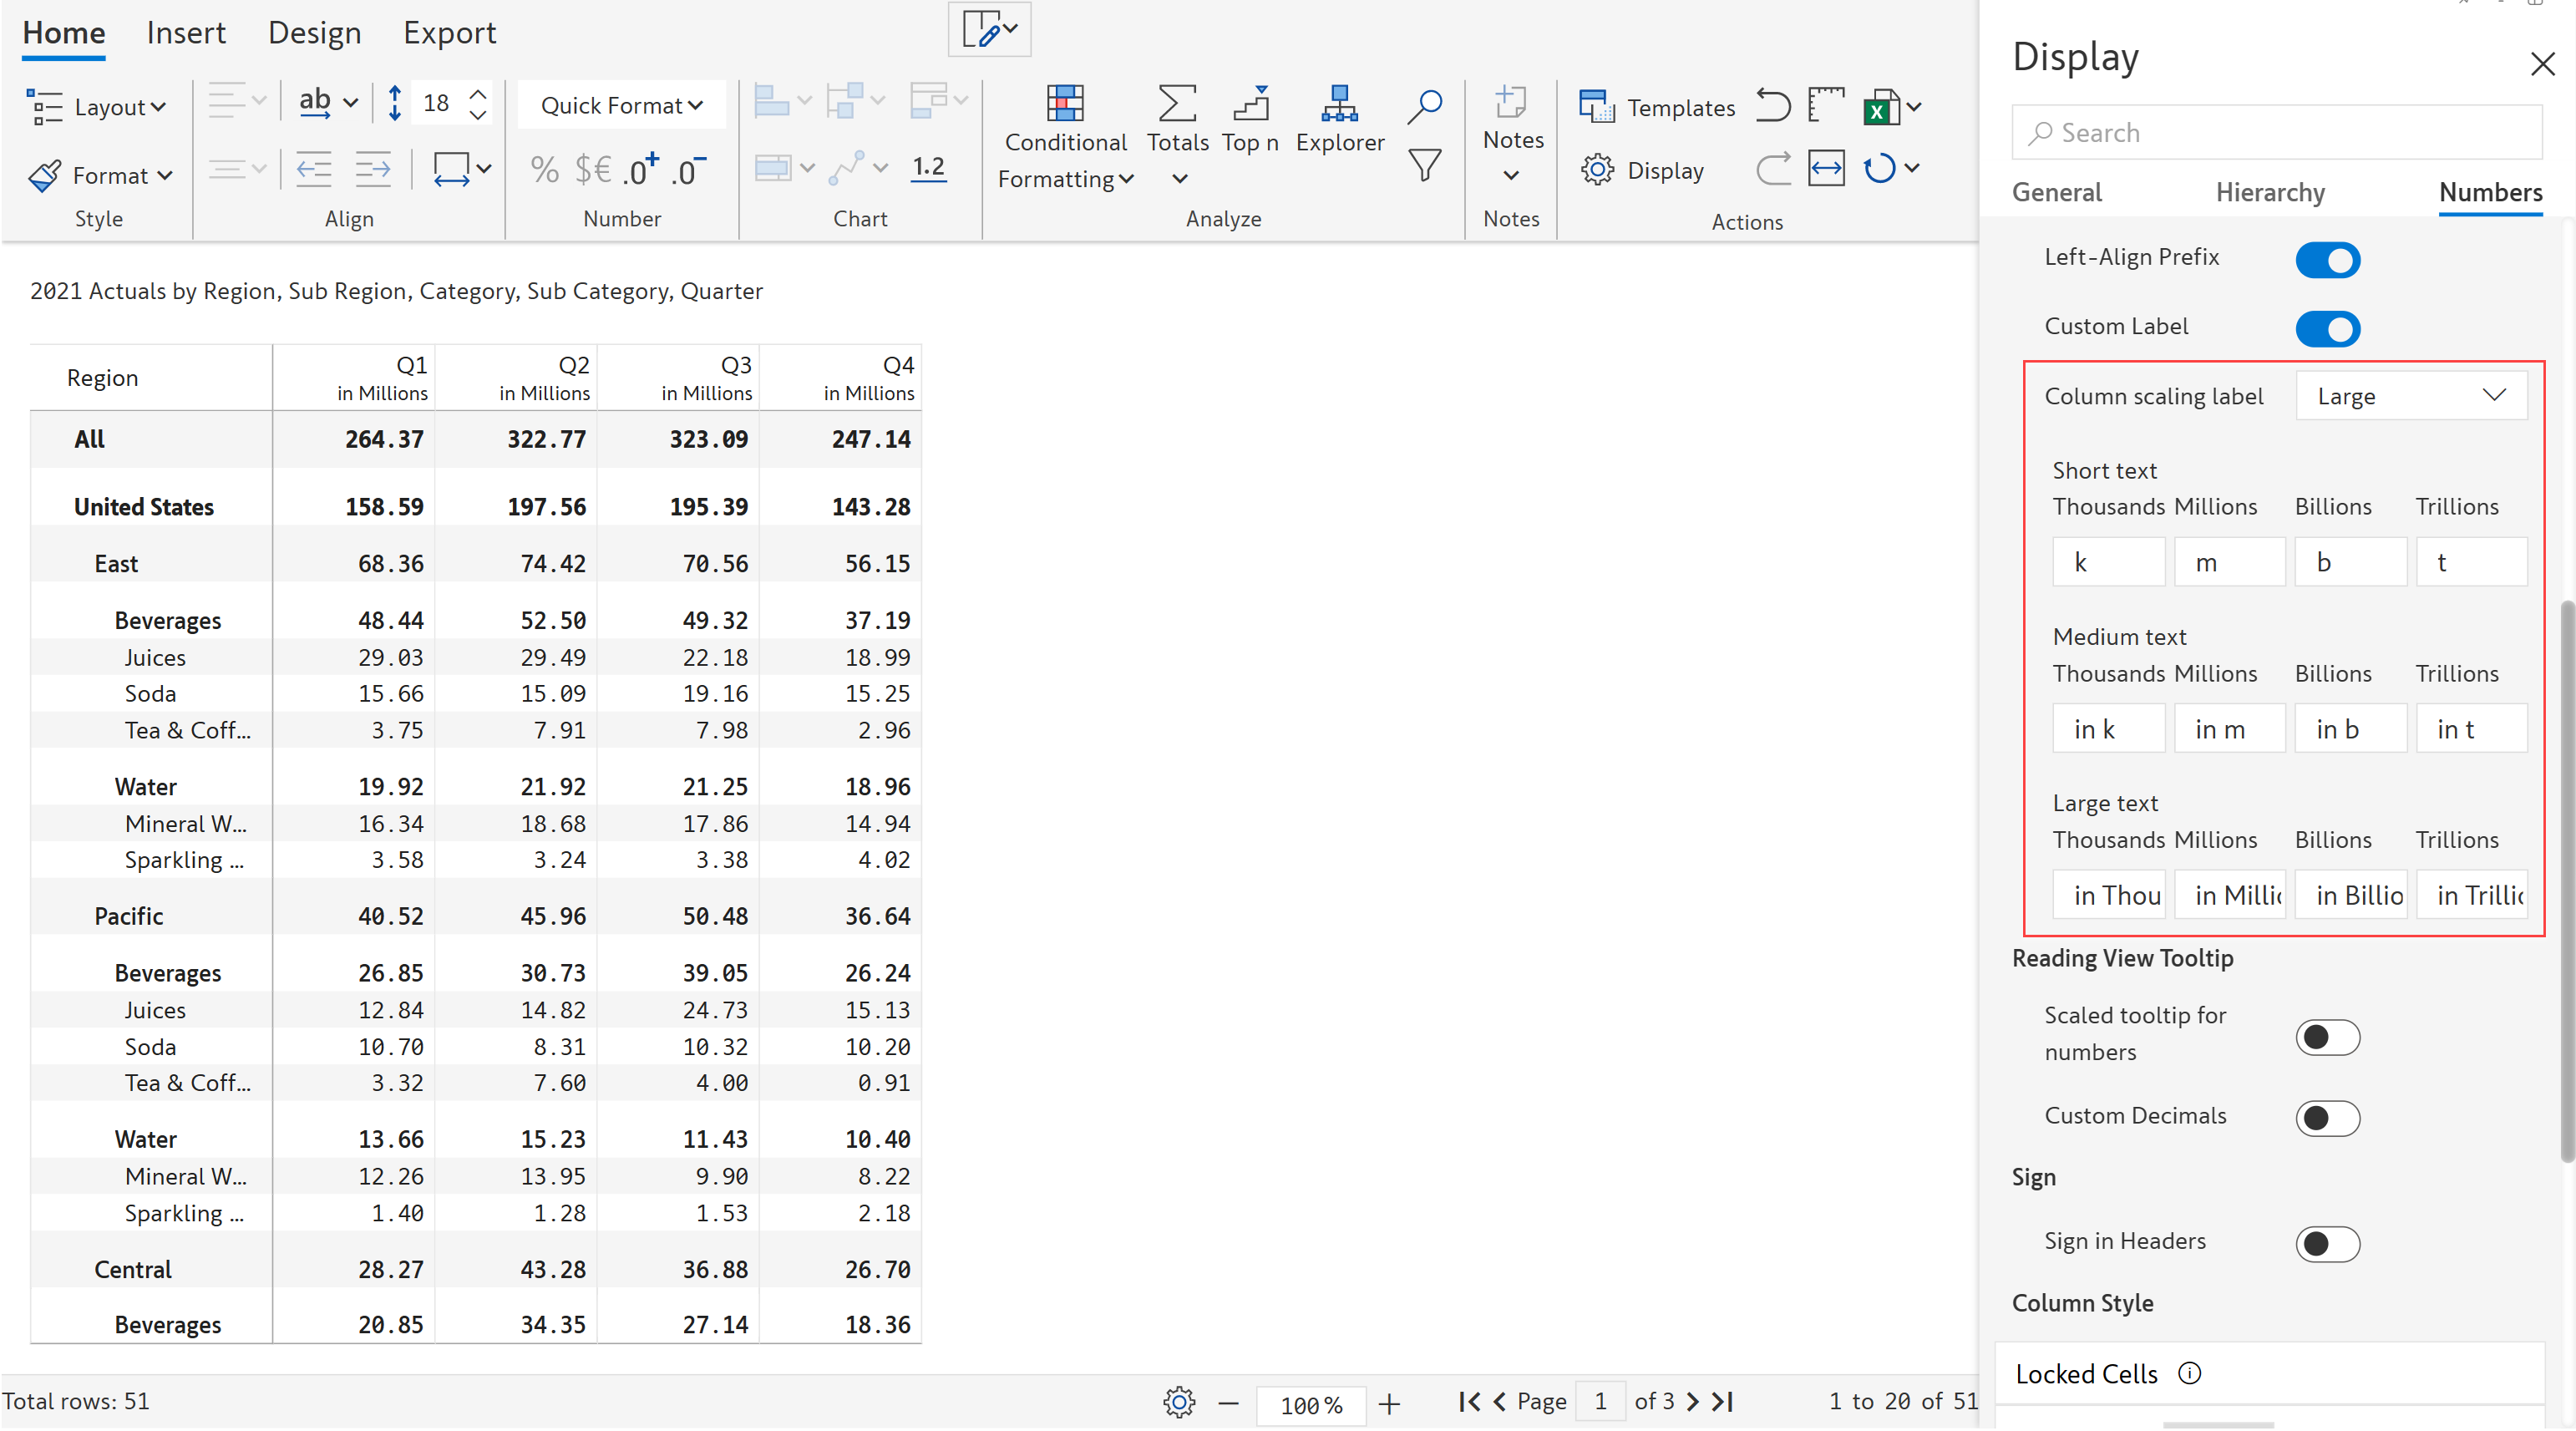 Home Insert Design Export
Layout
ab
18
Quick Format
Conditional
Formatting
Totals
Top n
Explorer
Notes
Templates
Format
% $€ .0+ .0-
1.2
Display
Style
Align
Number
Chart
Analyze
Notes
Actions
2021 Actuals by Region, Sub Region, Category, Sub Category, Quarter
Region Q1 Q2 Q3 Q4
in Millions in Millions in Millions in Millions
All 264.37 322.77 323.09 247.14
United States 158.59 197.56 195.39 143.28
East 68.36 74.42 70.56 56.15
Beverages 48.44 52.50 49.32 37.19
Juices 29.03 29.49 22.18 18.99
Soda 15.66 15.09 19.16 15.25
Tea & Coff... 3.75 7.91 7.98 2.96
Water 19.92 21.92 21.25 18.96
Mineral W... 16.34 18.68 17.86 14.94
Sparkling ... 3.58 3.24 3.38 4.02
Pacific 40.52 45.96 50.48 36.64
Beverages 26.85 30.73 39.05 26.24
Juices 12.84 14.82 24.73 15.13
Soda 10.70 8.31 10.32 10.20
Tea & Coff... 3.32 7.60 4.00 0.91
Water 13.66 15.23 11.43 10.40
Mineral W... 12.26 13.95 9.90 8.22
Sparkling ... 1.40 1.28 1.53 2.18
Central 28.27 43.28 36.88 26.70
Beverages 20.85 34.35 27.14 18.36
Total rows: 51
100 %
Page 1 of 3
1 to 20 of 51
Display
Search
General Hierarchy Numbers
Left-Align Prefix
Custom Label
Column scaling label Large
Short text
Thousands Millions Billions Trillions
k m b t
Medium text
Thousands Millions Billions Trillions
in k in m in b in t
Large text
Thousands Millions Billions Trillions
in Thou in Milli in Billio in Trilli
Reading View Tooltip
Scaled tooltip for
numbers
Custom Decimals
Sign
Sign in Headers
Column Style
Locked Cells